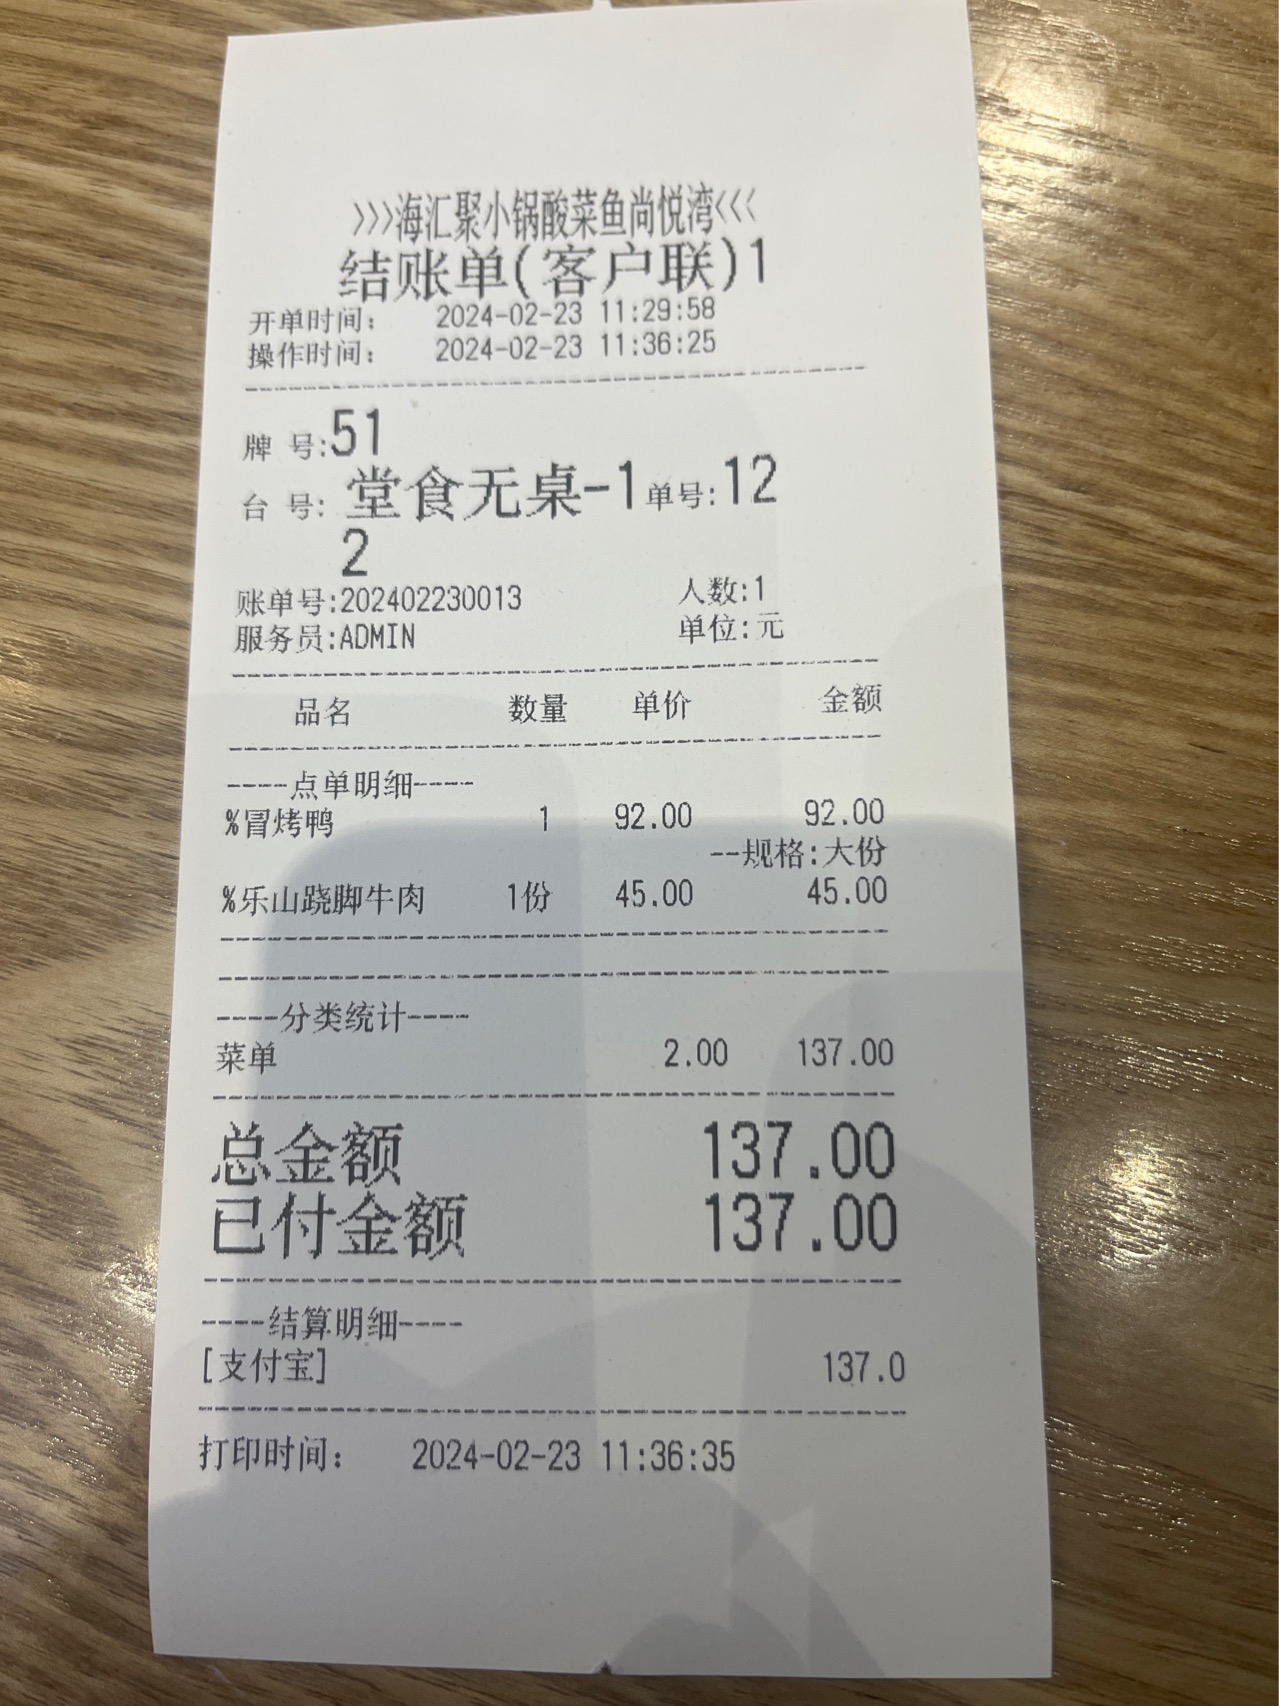 >>>海汇聚小锅酸菜鱼尚悦湾<<<
结账单(客户联)1
开单时间: 2024-02-23 11:29:58
操作时间: 2024-02-23 11:36:25
牌 号:51
台 号: 堂食无桌-1 单号:12
2
账单号:202402230013 人数:1
服务员:ADMIN 单位:元
品名 数量 单价 金额
----点单明细----
%冒烤鸭 1 92.00 92.00
--规格:大份
%乐山跷脚牛肉 1份 45.00 45.00
----分类统计----
菜单 2.00 137.00
总金额 137.00
已付金额 137.00
----结算明细----
[支付宝] 137.0
打印时间: 2024-02-23 11:36:35